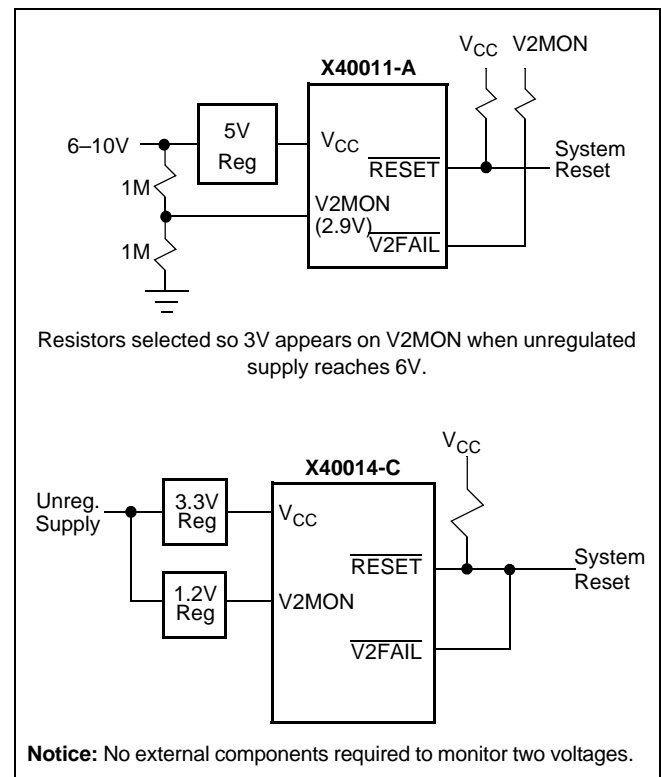 V_CC V2MON
X40011-A
6–10V
5V
Reg
V_CC
RESET
System
Reset
1M
V2MON
(2.9V)
V2FAIL
1M
Resistors selected so 3V appears on V2MON when unregulated
supply reaches 6V.
V_CC
X40014-C
Unreg.
Supply
3.3V
Reg
V_CC
RESET
System
Reset
1.2V
Reg
V2MON
V2FAIL
Notice: No external components required to monitor two voltages.